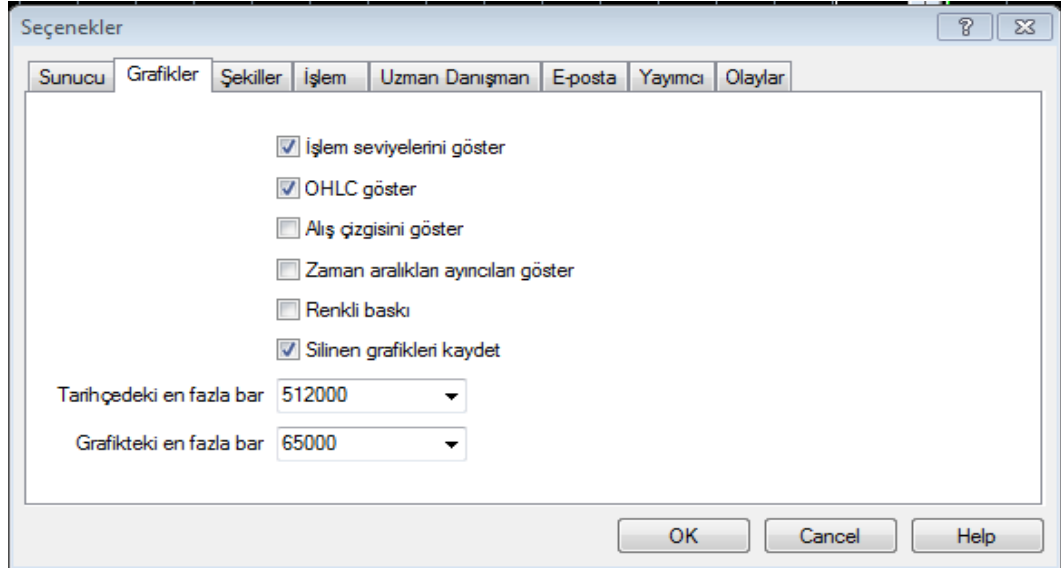 Seçenekler
Sunucu Grafikler Şekiller İşlem Uzman Danışman E-posta Yayımcı Olaylar
İşlem seviyelerini göster
OHLC göster
Alış çizgisini göster
Zaman aralıkları ayırıcıları göster
Renkli baskı
Silinen grafikleri kaydet
Tarihçedeki en fazla bar 512000
Grafikteki en fazla bar 65000
OK Cancel Help